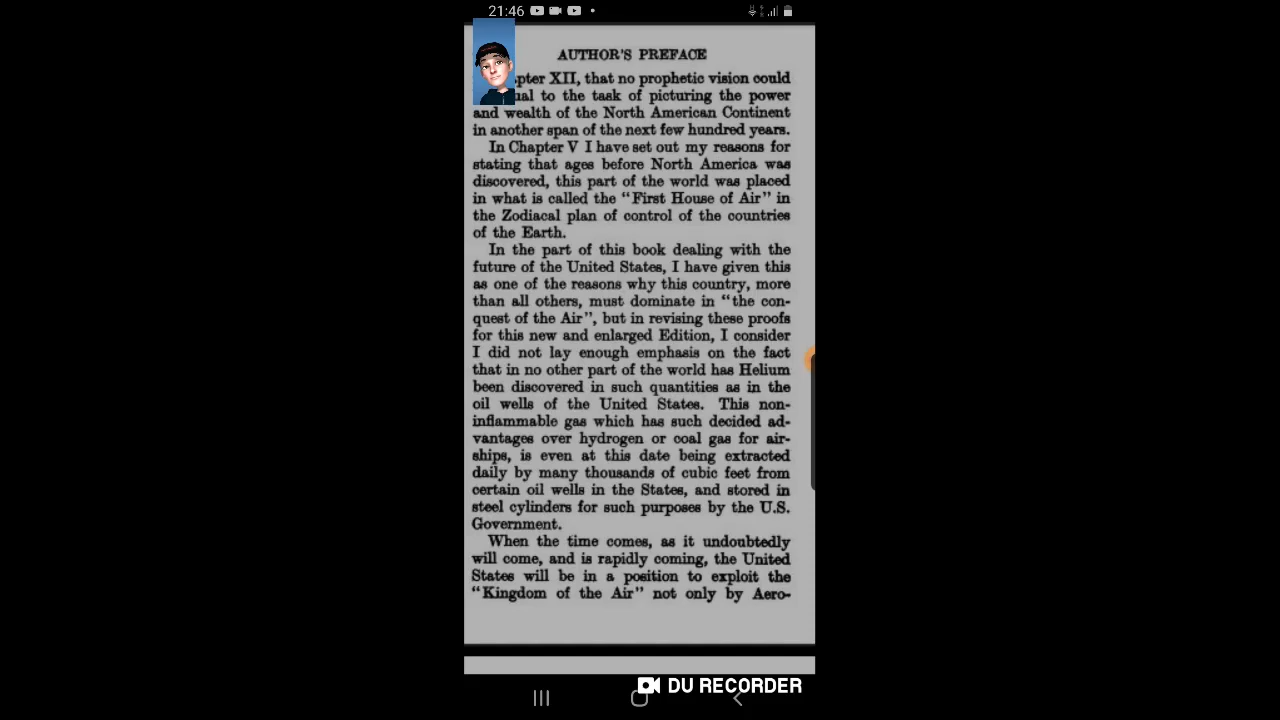 21:46
AUTHOR'S PREFACE
pter XII, that no prophetic vision could
ual to the task of picturing the power
and wealth of the North American Continent
in another span of the next few hundred years.
In Chapter V I have set out my reasons for
stating that ages before North America was
discovered, this part of the world was placed
in what is called the "First House of Air" in
the Zodiacal plan of control of the countries
of the Earth.
In the part of this book dealing with the
future of the United States, I have given this
as one of the reasons why this country, more
than all others, must dominate in "the con-
quest of the Air", but in revising these proofs
for this new and enlarged Edition, I consider
I did not lay enough emphasis on the fact
that in no other part of the world has Helium
been discovered in such quantities as in the
oil wells of the United States. This non-
inflammable gas which has such decided ad-
vantages over hydrogen or coal gas for air-
ships, is even at this date being extracted
daily by many thousands of cubic feet from
certain oil wells in the States, and stored in
steel cylinders for such purposes by the U.S.
Government.
When the time comes, as it undoubtedly
will come, and is rapidly coming, the United
States will be in a position to exploit the
"Kingdom of the Air" not only by Aero-
DU RECORDER